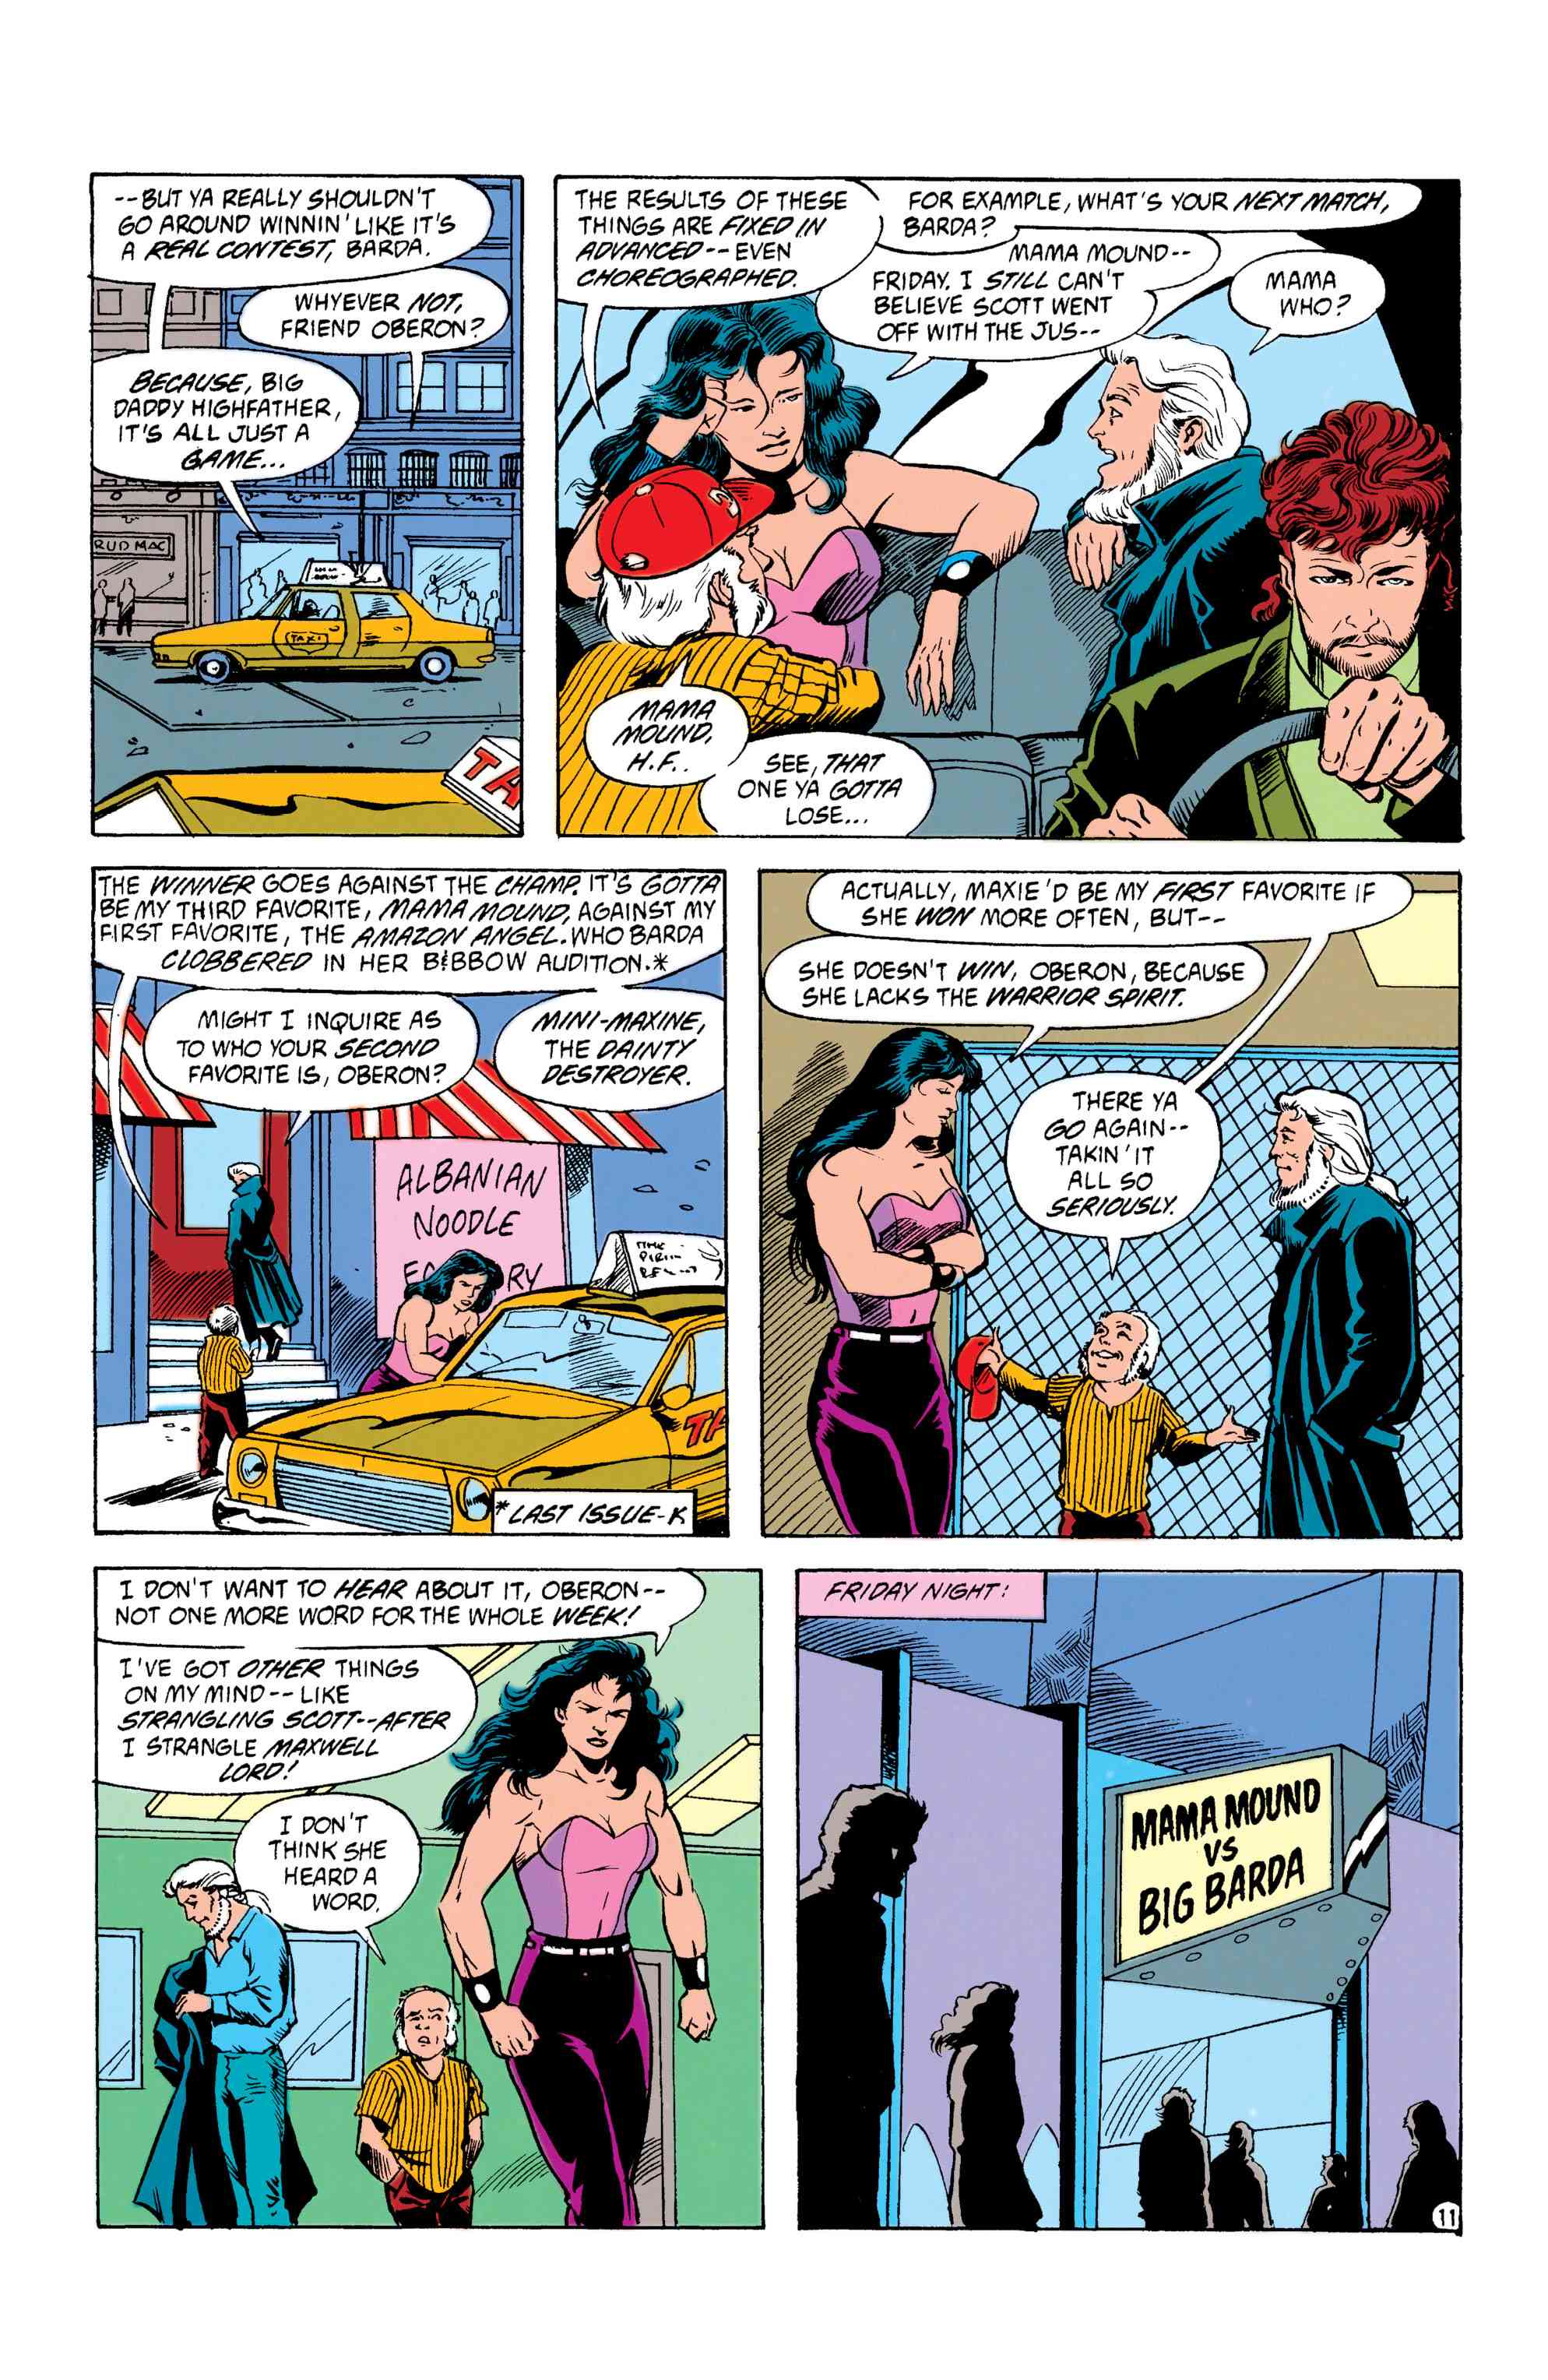 --BUT YA REALLY SHOULDN'T
GO AROUND WINNIN' LIKE IT'S
A REAL CONTEST, BARDA.
WHYEVER NOT,
FRIEND OBERON?
BECAUSE, BIG
DADDY HIGHFATHER,
IT'S ALL JUST A
GAME...
RUD MAC
TAXI
TA
THE RESULTS OF THESE
THINGS ARE FIXED IN
ADVANCED--EVEN
CHOREOGRAPHED.
FOR EXAMPLE, WHAT'S YOUR NEXT MATCH,
BARDA?
MAMA MOUND--
FRIDAY. I STILL CAN'T
BELIEVE SCOTT WENT
OFF WITH THE JUS--
MAMA
WHO?
MAMA
MOUND,
H.F..
SEE, THAT
ONE YA GOTTA
LOSE...
THE WINNER GOES AGAINST THE CHAMP. IT'S GOTTA
BE MY THIRD FAVORITE, MAMA MOUND, AGAINST MY
FIRST FAVORITE, THE AMAZON ANGEL. WHO BARDA
CLOBBERED IN HER B&BBOW AUDITION.*
MIGHT I INQUIRE AS
TO WHO YOUR SECOND
FAVORITE IS, OBERON?
MINI-MAXINE,
THE DAINTY
DESTROYER.
ALBANIAN
NOODLE
FA RY
TA
*LAST ISSUE-K
ACTUALLY, MAXIE'D BE MY FIRST FAVORITE IF
SHE WON MORE OFTEN, BUT--
SHE DOESN'T WIN, OBERON, BECAUSE
SHE LACKS THE WARRIOR SPIRIT.
THERE YA
GO AGAIN--
TAKIN' IT
ALL SO
SERIOUSLY.
I DON'T WANT TO HEAR ABOUT IT, OBERON--
NOT ONE MORE WORD FOR THE WHOLE WEEK!
I'VE GOT OTHER THINGS
ON MY MIND--LIKE
STRANGLING SCOTT--AFTER
I STRANGLE MAXWELL
LORD!
I DON'T
THINK SHE
HEARD A
WORD.
FRIDAY NIGHT:
MAMA MOUND
VS
BIG BARDA
11